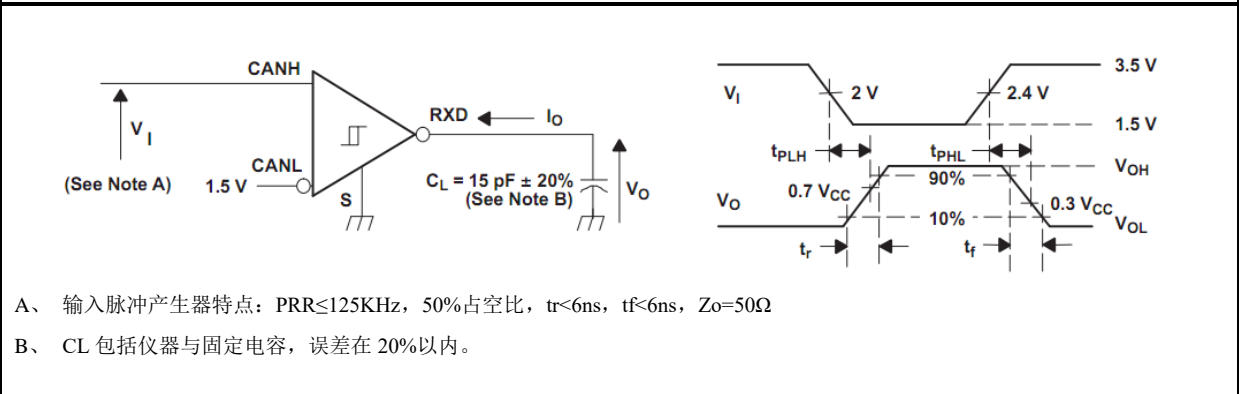 CANH
V I
(See Note A)
CANL
1.5 V
S
RXD
IO
CL = 15 pF ± 20%
(See Note B)
VO
VI
2 V
2.4 V
3.5 V
1.5 V
tPLH
tPHL
VOH
90%
0.7 VCC
VO
0.3 VCC
10%
VOL
tr
tf
A、 输入脉冲产生器特点：PRR≤125KHz，50%占空比，tr<6ns，tf<6ns，Zo=50Ω
B、 CL 包括仪器与固定电容，误差在 20%以内。